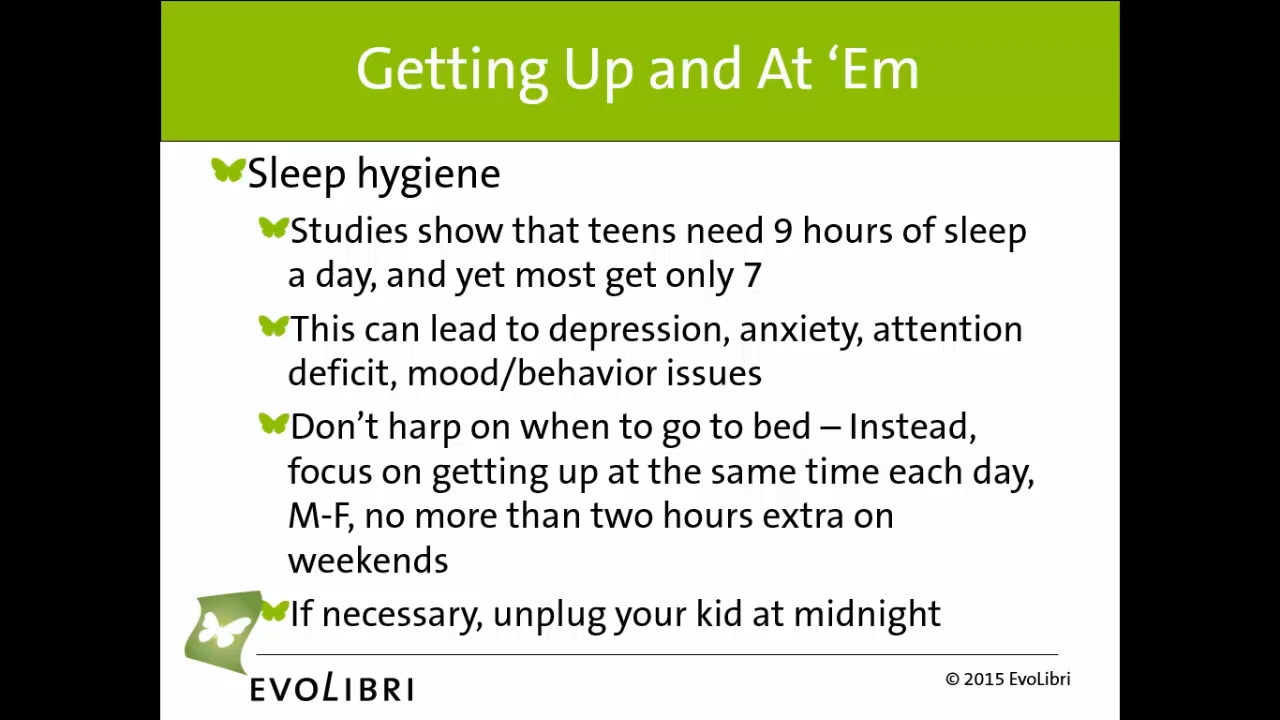 Getting Up and At ‘Em
Sleep hygiene
Studies show that teens need 9 hours of sleep
a day, and yet most get only 7
This can lead to depression, anxiety, attention
deficit, mood/behavior issues
Don’t harp on when to go to bed – Instead,
focus on getting up at the same time each day,
M-F, no more than two hours extra on
weekends
If necessary, unplug your kid at midnight
EVOLIBRI
© 2015 EvoLibri